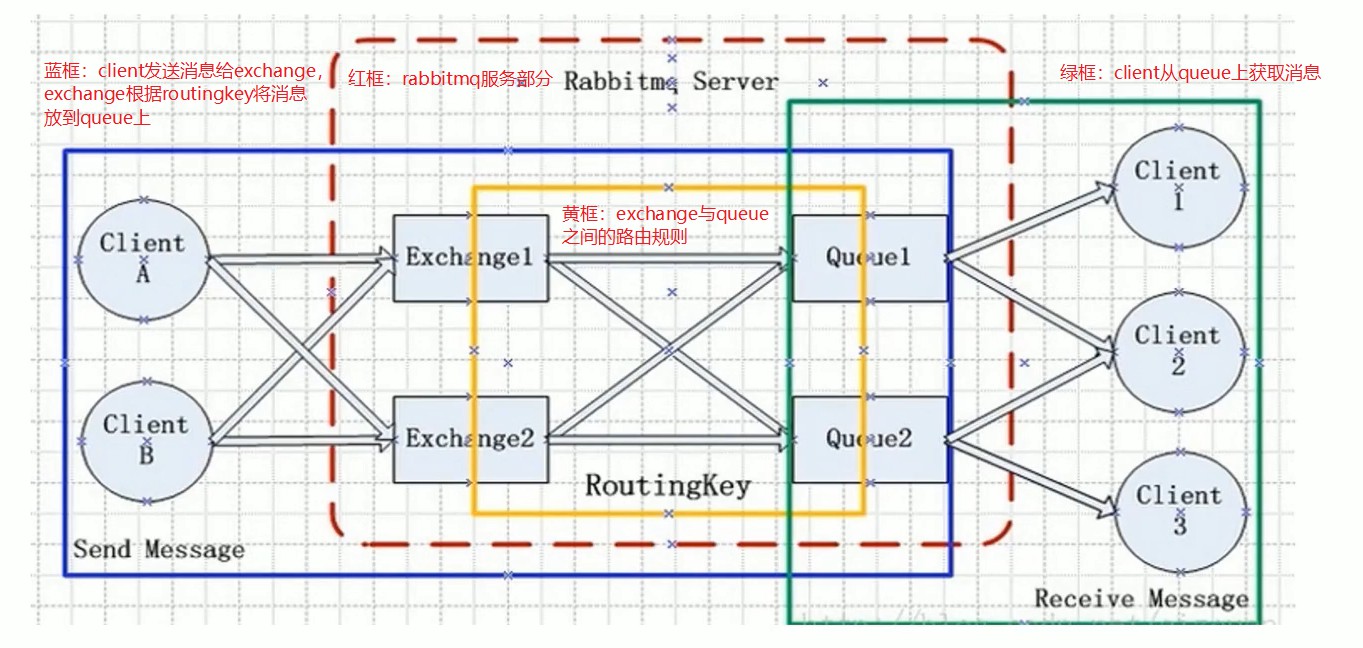 蓝框：client发送消息给exchange，
exchange根据routingkey将消息
放到queue上
红框：rabbitmq服务部分
Rabbitmq Server
绿框：client从queue上获取消息
黄框：exchange与queue
之间的路由规则
Client
A
Client
B
Exchange1
Exchange2
Queue1
Queue2
RoutingKey
Client
1
Client
2
Client
3
Send Message
Receive Message